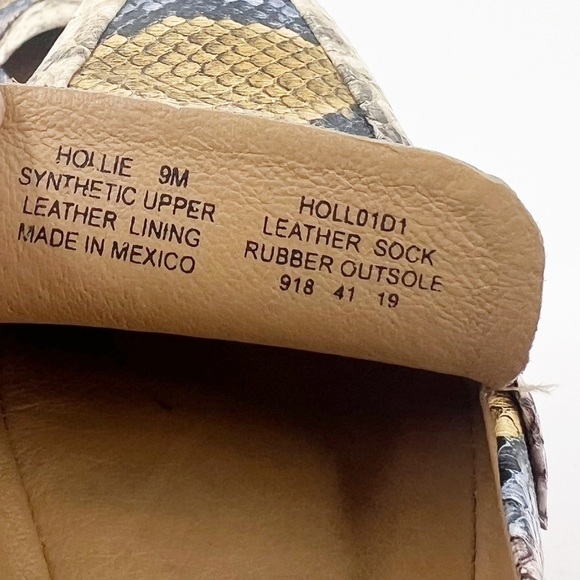 HOLLIE 9M
SYNTHETIC UPPER
LEATHER LINING
MADE IN MEXICO
HOLL01D1
LEATHER SOCK
RUBBER OUTSOLE
918 41 19